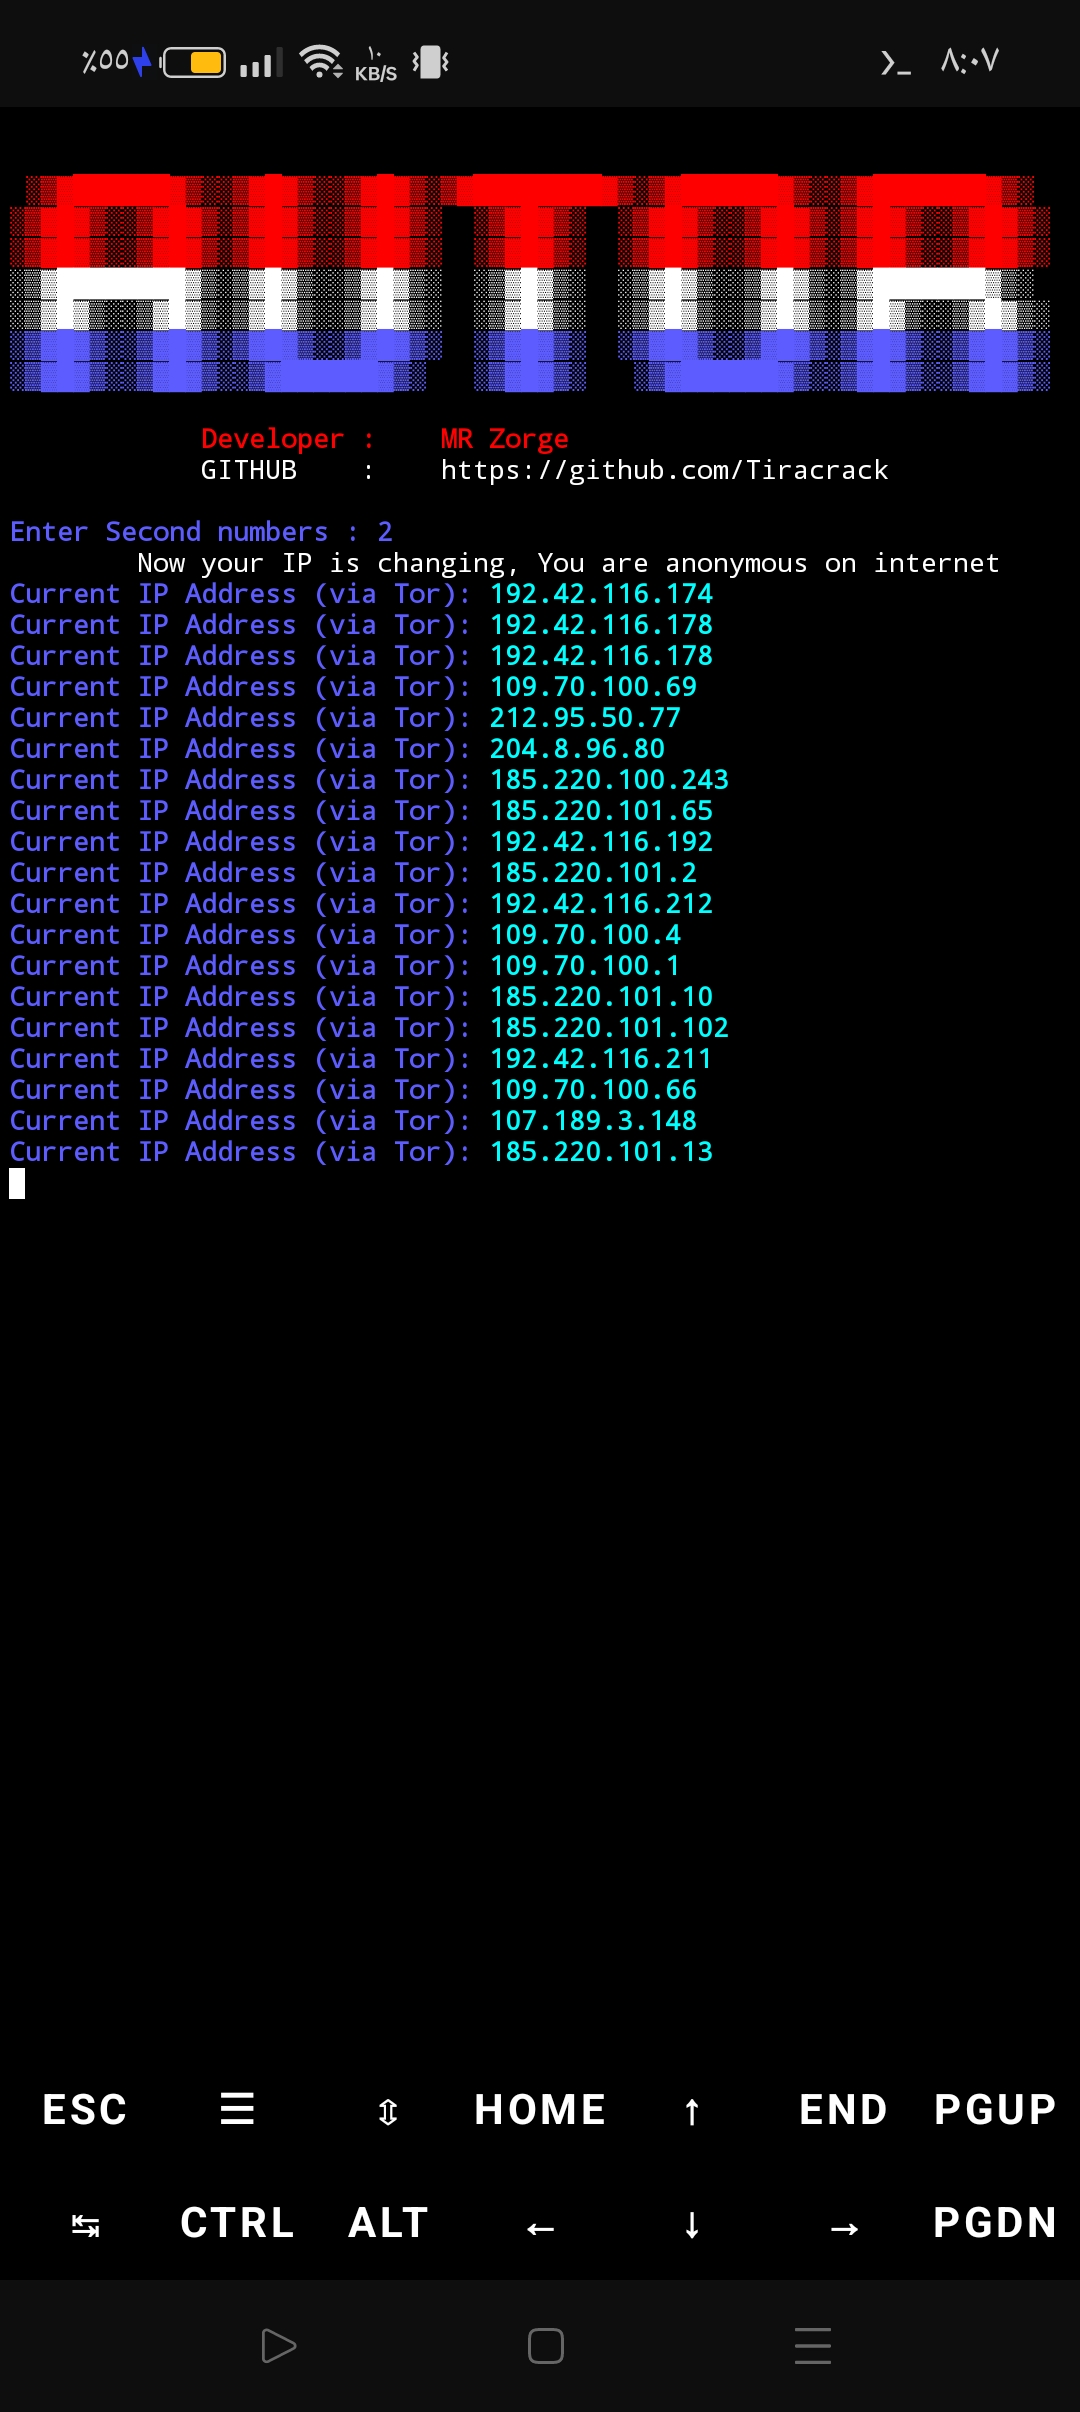 ٪٥٥ ١٠ KB/S ٨:٠٧
AUTOR
Developer : MR Zorge
GITHUB : https://github.com/Tiracrack
Enter Second numbers : 2
Now your IP is changing, You are anonymous on internet
Current IP Address (via Tor): 192.42.116.174
Current IP Address (via Tor): 192.42.116.178
Current IP Address (via Tor): 192.42.116.178
Current IP Address (via Tor): 109.70.100.69
Current IP Address (via Tor): 212.95.50.77
Current IP Address (via Tor): 204.8.96.80
Current IP Address (via Tor): 185.220.100.243
Current IP Address (via Tor): 185.220.101.65
Current IP Address (via Tor): 192.42.116.192
Current IP Address (via Tor): 185.220.101.2
Current IP Address (via Tor): 192.42.116.212
Current IP Address (via Tor): 109.70.100.4
Current IP Address (via Tor): 109.70.100.1
Current IP Address (via Tor): 185.220.101.10
Current IP Address (via Tor): 185.220.101.102
Current IP Address (via Tor): 192.42.116.211
Current IP Address (via Tor): 109.70.100.66
Current IP Address (via Tor): 107.189.3.148
Current IP Address (via Tor): 185.220.101.13
ESC ☰ ⇳ HOME ↑ END PGUP
↹ CTRL ALT ← ↓ → PGDN